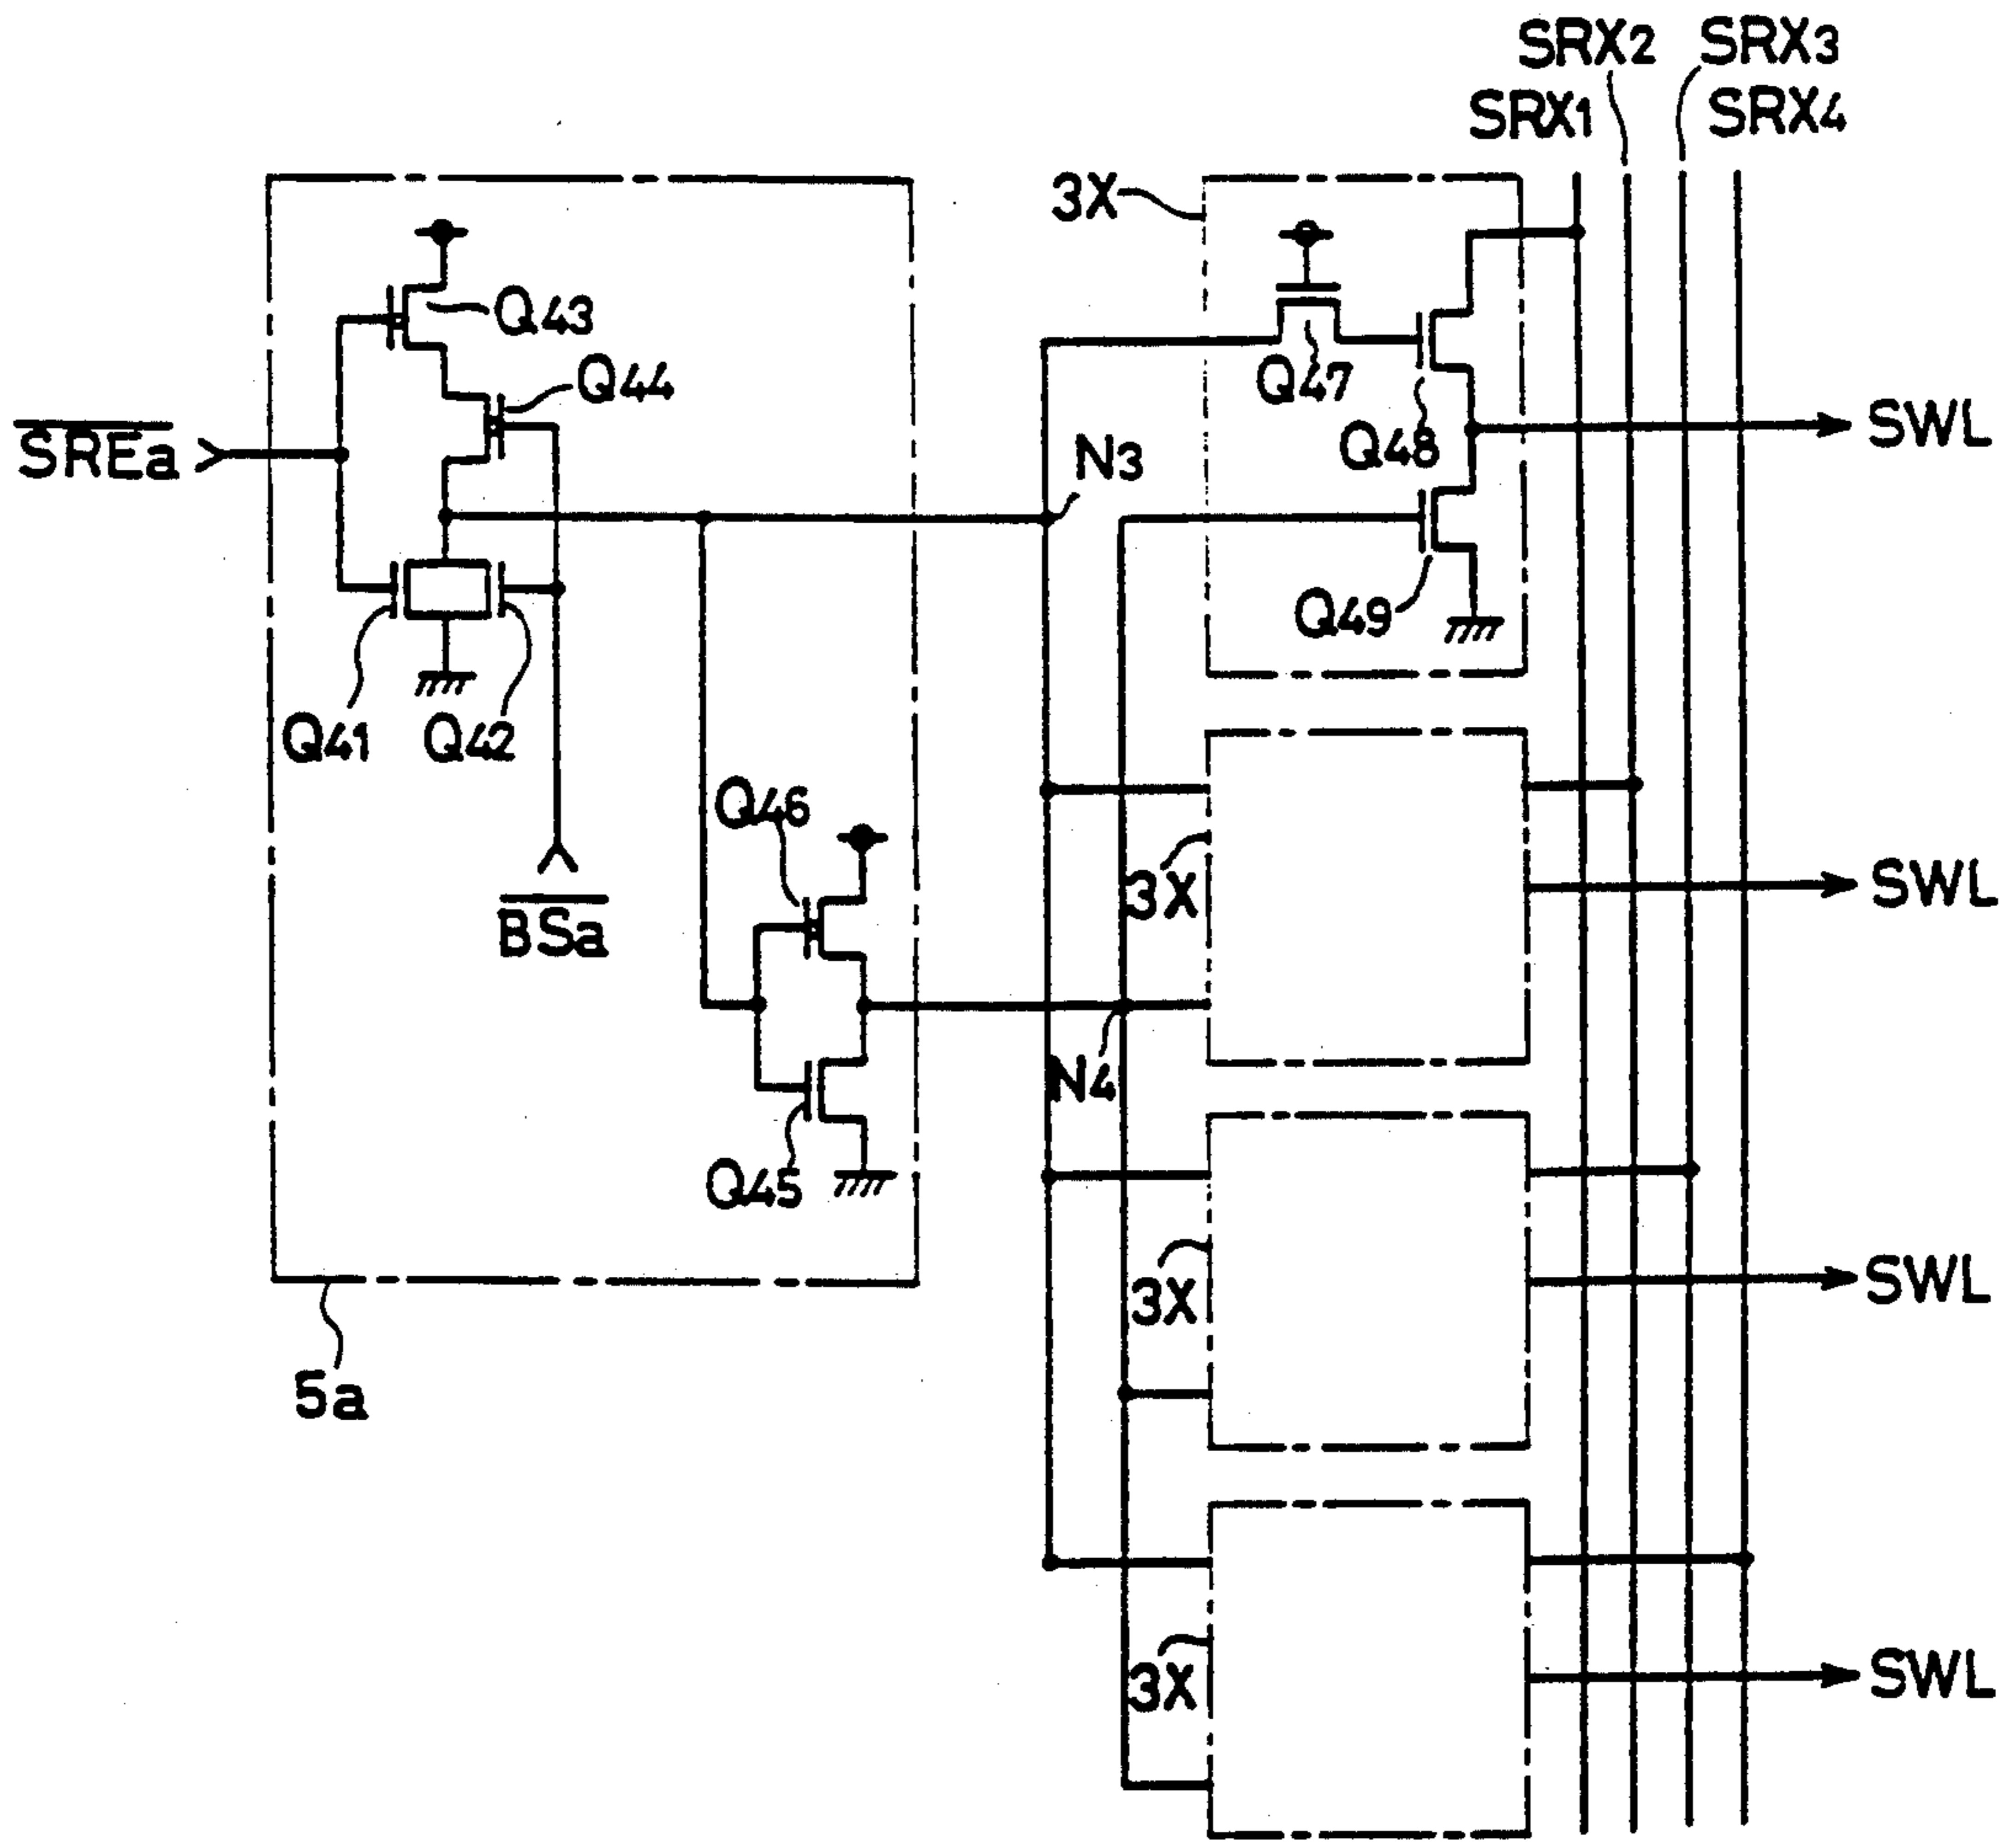 SRX2 SRX3
SRX1 SRX4
3X
Q43
Q44
Q47
Q48
SWL
SREa
N3
Q49
Q41 Q42
Q46
3X
SWL
BSa
N4
Q45
3X
SWL
5a
3X
SWL